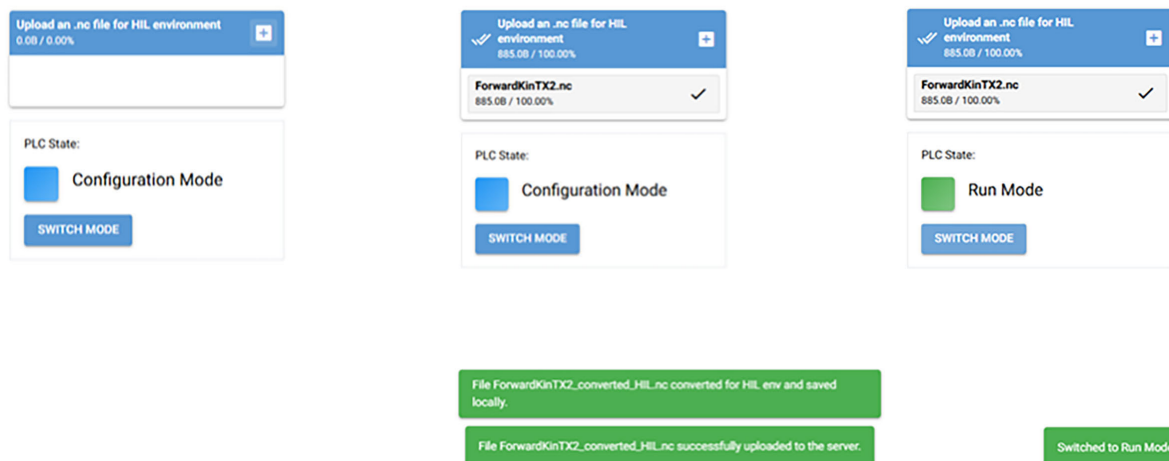 Upload an .nc file for HIL environment
0.0B / 0.00%
PLC State:
Configuration Mode
SWITCH MODE
Upload an .nc file for HIL
environment
885.0B / 100.00%
ForwardKinTX2.nc
885.0B / 100.00%
PLC State:
Configuration Mode
SWITCH MODE
File ForwardKinTX2_converted_HIL.nc converted for HIL env and saved
locally.
File ForwardKinTX2_converted_HIL.nc successfully uploaded to the server.
Upload an .nc file for HIL
environment
885.0B / 100.00%
ForwardKinTX2.nc
885.0B / 100.00%
PLC State:
Run Mode
SWITCH MODE
Switched to Run Mod